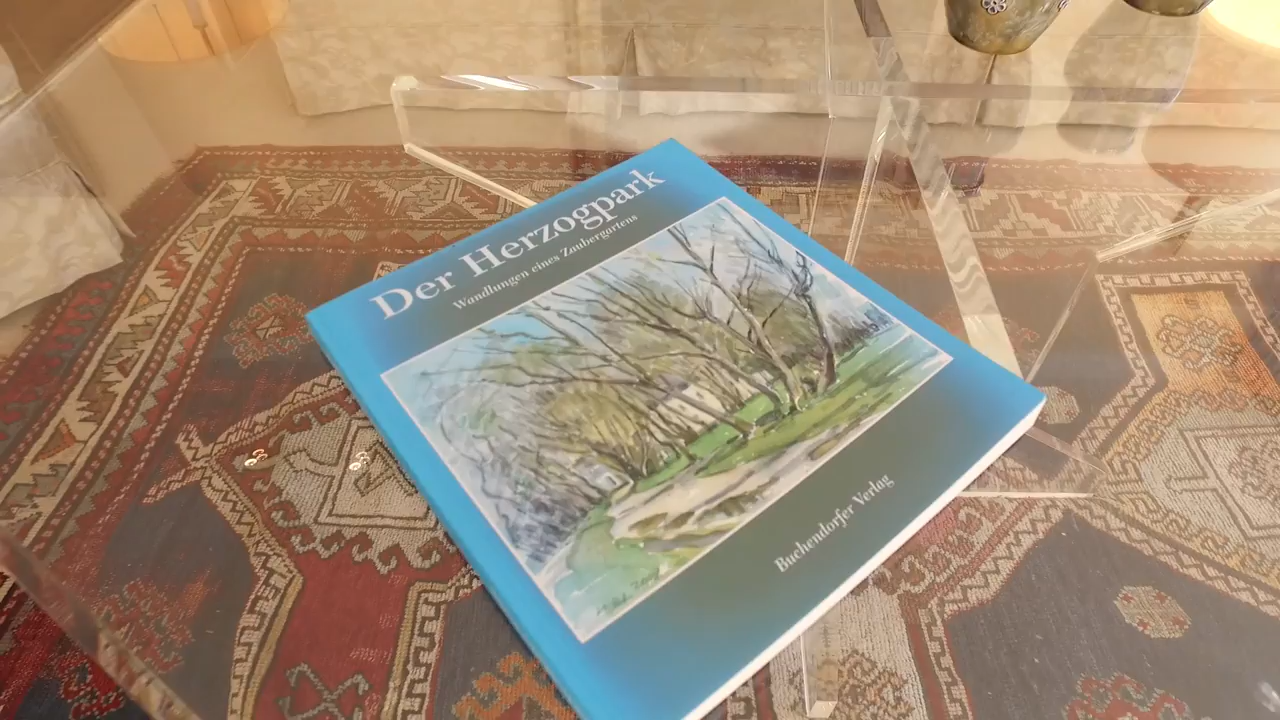 Der Herzogpark
Wandlungen eines Zaubergartens
Buchendorfer Verlag